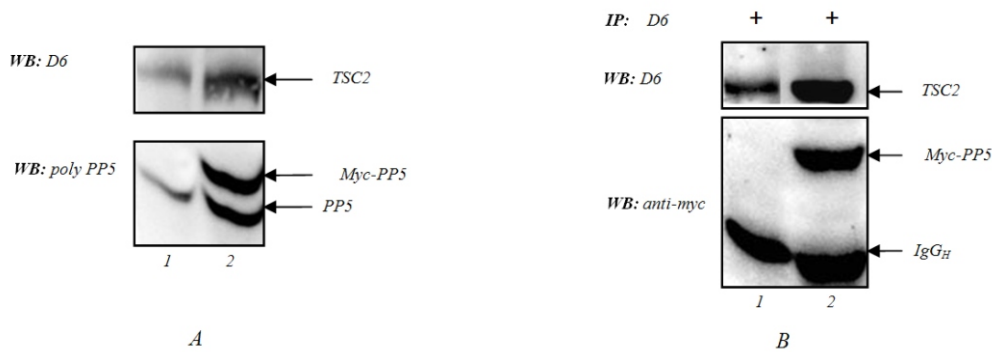 WB: D6
TSC2
WB: poly PP5
Myc-PP5
PP5
1 2
A
IP: D6 + +
WB: D6
TSC2
Myc-PP5
WB: anti-myc
IgGH
1 2
B